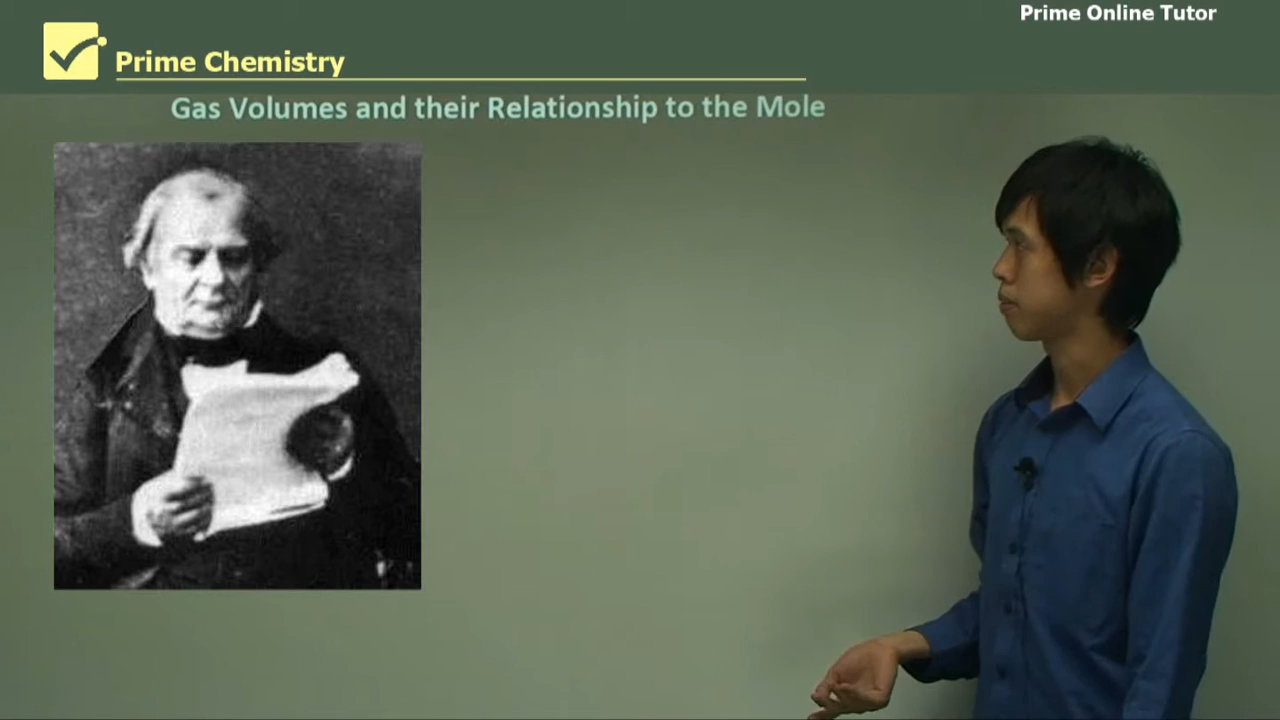 Prime Online Tutor
Prime Chemistry
Gas Volumes and their Relationship to the Mole